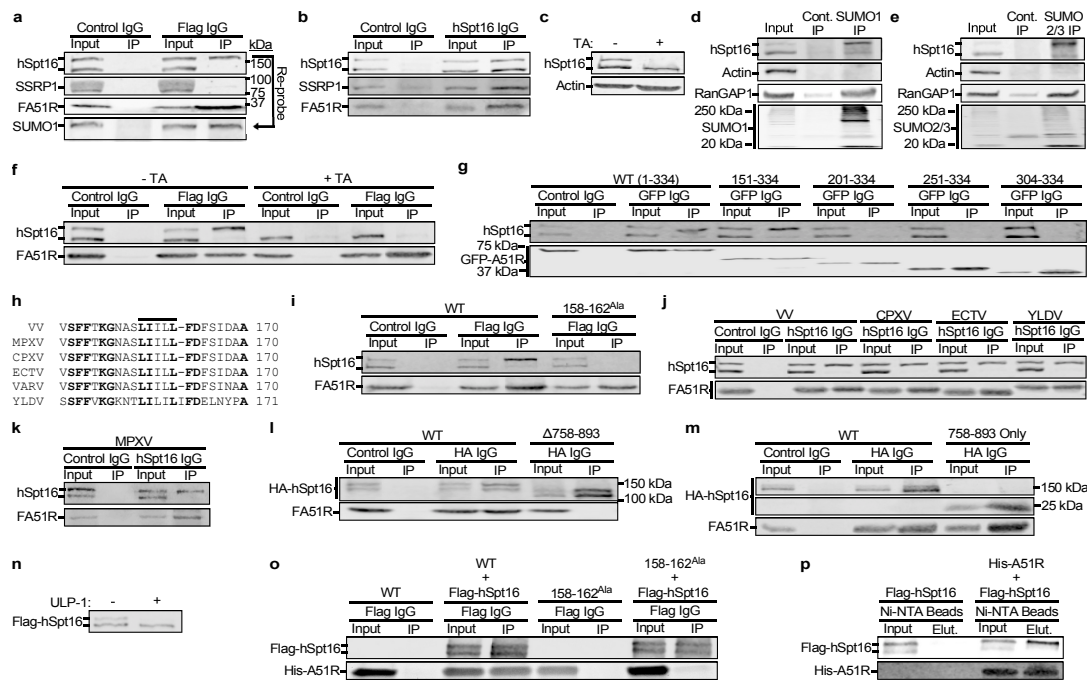 a
Control IgG Flag IgG
Input IP Input IP kDa
hSpt16 150
SSRP1 100
75
FA51R 37
SUMO1
Re-probe
b
Control IgG hSpt16 IgG
Input IP Input IP
hSpt16
SSRP1
FA51R
c
TA: - +
hSpt16
Actin
d
Input Cont. IP SUMO1 IP
hSpt16
Actin
RanGAP1
250 kDa
SUMO1
20 kDa
e
Input Cont. IP SUMO 2/3 IP
hSpt16
Actin
RanGAP1
250 kDa
SUMO2/3
20 kDa
f
- TA + TA
Control IgG Flag IgG Control IgG Flag IgG
Input IP Input IP Input IP Input IP
hSpt16
FA51R
g
WT (1-334) 151-334 201-334 251-334 304-334
Control IgG GFP IgG GFP IgG GFP IgG GFP IgG GFP IgG
Input IP Input IP Input IP Input IP Input IP Input IP
hSpt16
75 kDa
GFP-A51R
37 kDa
h
VV VSFFTKGNASLIILL-FDFSIDAA 170
MPXV VSFFTKGNASLIILL-FDFSIDAA 170
CPXV VSFFTKGNASLIILL-FDFSIDAA 170
ECTV VSFFTKGNASLIILL-FDFSIDAA 170
VARV VSFFTKGNASLIILL-FDFSINAA 170
YLDV SSFFVKGKNTLILILIFDELNYPA 171
i
WT 158-162Ala
Control IgG Flag IgG Flag IgG
Input IP Input IP Input IP
hSpt16
FA51R
j
VV CPXV ECTV YLDV
Control IgG hSpt16 IgG hSpt16 IgG hSpt16 IgG hSpt16 IgG
Input IP Input IP Input IP Input IP Input IP
hSpt16
FA51R
k
MPXV
Control IgG hSpt16 IgG
Input IP Input IP
hSpt16
FA51R
l
WT Δ758-893
Control IgG HA IgG HA IgG
Input IP Input IP Input IP
HA-hSpt16 150 kDa
100 kDa
FA51R
m
WT 758-893 Only
Control IgG HA IgG HA IgG
Input IP Input IP Input IP
HA-hSpt16 150 kDa
25 kDa
FA51R
n
ULP-1: - +
Flag-hSpt16
o
WT WT + Flag-hSpt16 158-162Ala 158-162Ala + Flag-hSpt16
Flag IgG Flag IgG Flag IgG Flag IgG
Input IP Input IP Input IP Input IP
Flag-hSpt16
His-A51R
p
Flag-hSpt16 His-A51R + Flag-hSpt16
Ni-NTA Beads Ni-NTA Beads
Input Elut. Input Elut.
Flag-hSpt16
His-A51R